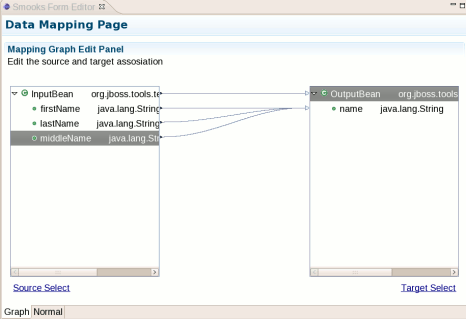 Smooks Form Editor
Data Mapping Page
Mapping Graph Edit Panel
Edit the source and target assosiation
InputBean org.jboss.tools.te
firstName java.lang.String
lastName java.lang.String
middleName java.lang.Str
OutputBean org.jboss.tools
name java.lang.String
Source Select
Target Select
Graph Normal